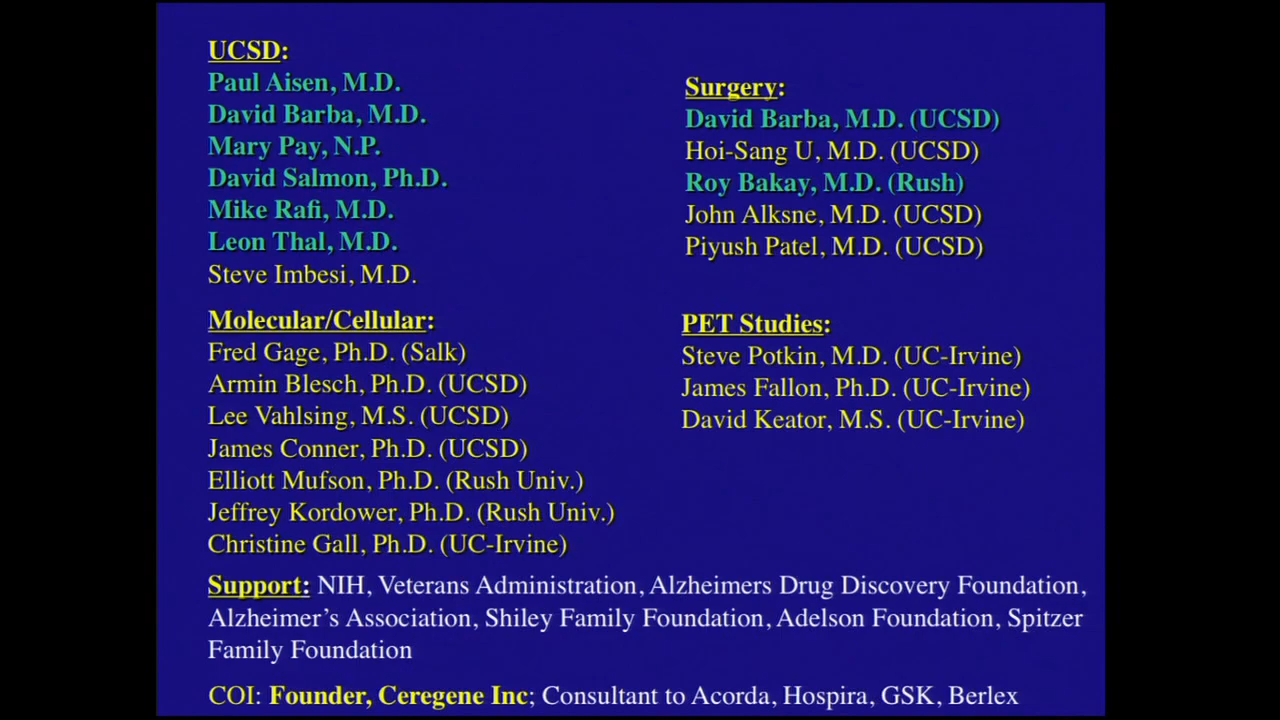 UCSD:
Paul Aisen, M.D.
David Barba, M.D.
Mary Pay, N.P.
David Salmon, Ph.D.
Mike Rafi, M.D.
Leon Thal, M.D.
Steve Imbesi, M.D.
Molecular/Cellular:
Fred Gage, Ph.D. (Salk)
Armin Blesch, Ph.D. (UCSD)
Lee Vahlsing, M.S. (UCSD)
James Conner, Ph.D. (UCSD)
Elliott Mufson, Ph.D. (Rush Univ.)
Jeffrey Kordower, Ph.D. (Rush Univ.)
Christine Gall, Ph.D. (UC-Irvine)
Surgery:
David Barba, M.D. (UCSD)
Hoi-Sang U, M.D. (UCSD)
Roy Bakay, M.D. (Rush)
John Alksne, M.D. (UCSD)
Piyush Patel, M.D. (UCSD)
PET Studies:
Steve Potkin, M.D. (UC-Irvine)
James Fallon, Ph.D. (UC-Irvine)
David Keator, M.S. (UC-Irvine)
Support: NIH, Veterans Administration, Alzheimers Drug Discovery Foundation,
Alzheimer's Association, Shiley Family Foundation, Adelson Foundation, Spitzer
Family Foundation
COI: Founder, Ceregene Inc; Consultant to Acorda, Hospira, GSK, Berlex